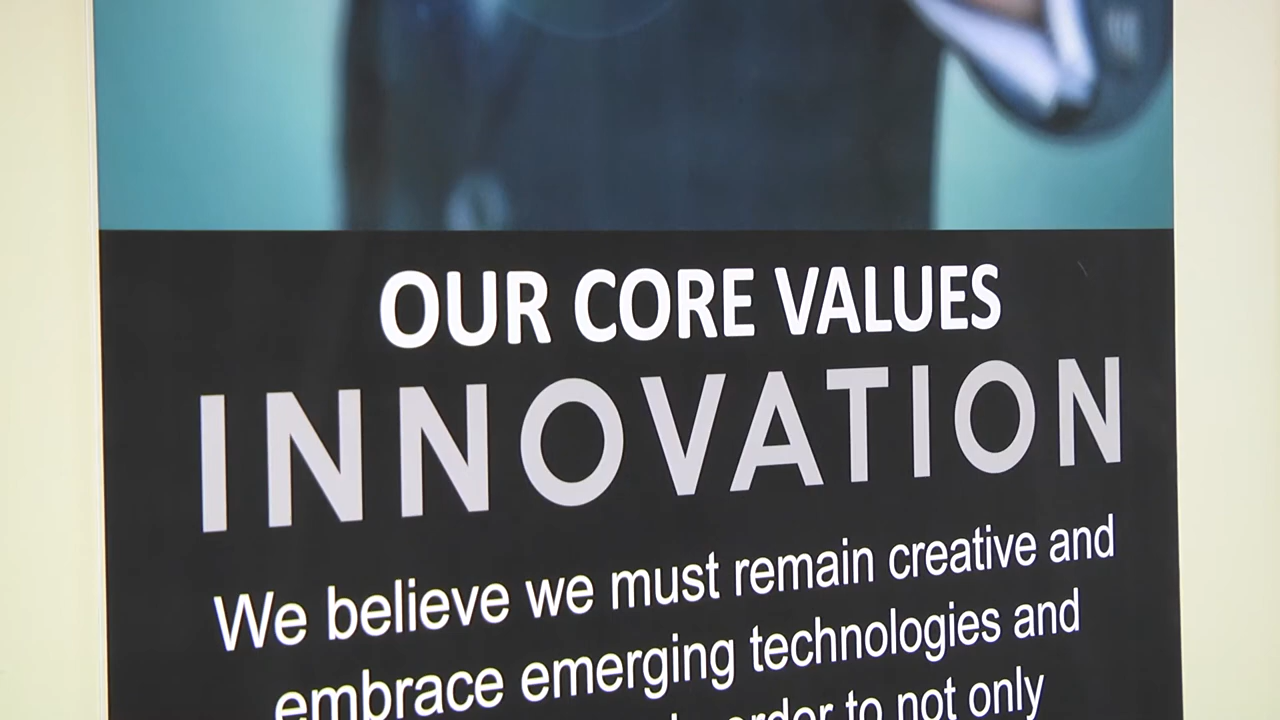 OUR CORE VALUES
INNOVATION
We believe we must remain creative and
embrace emerging technologies and
order to not only